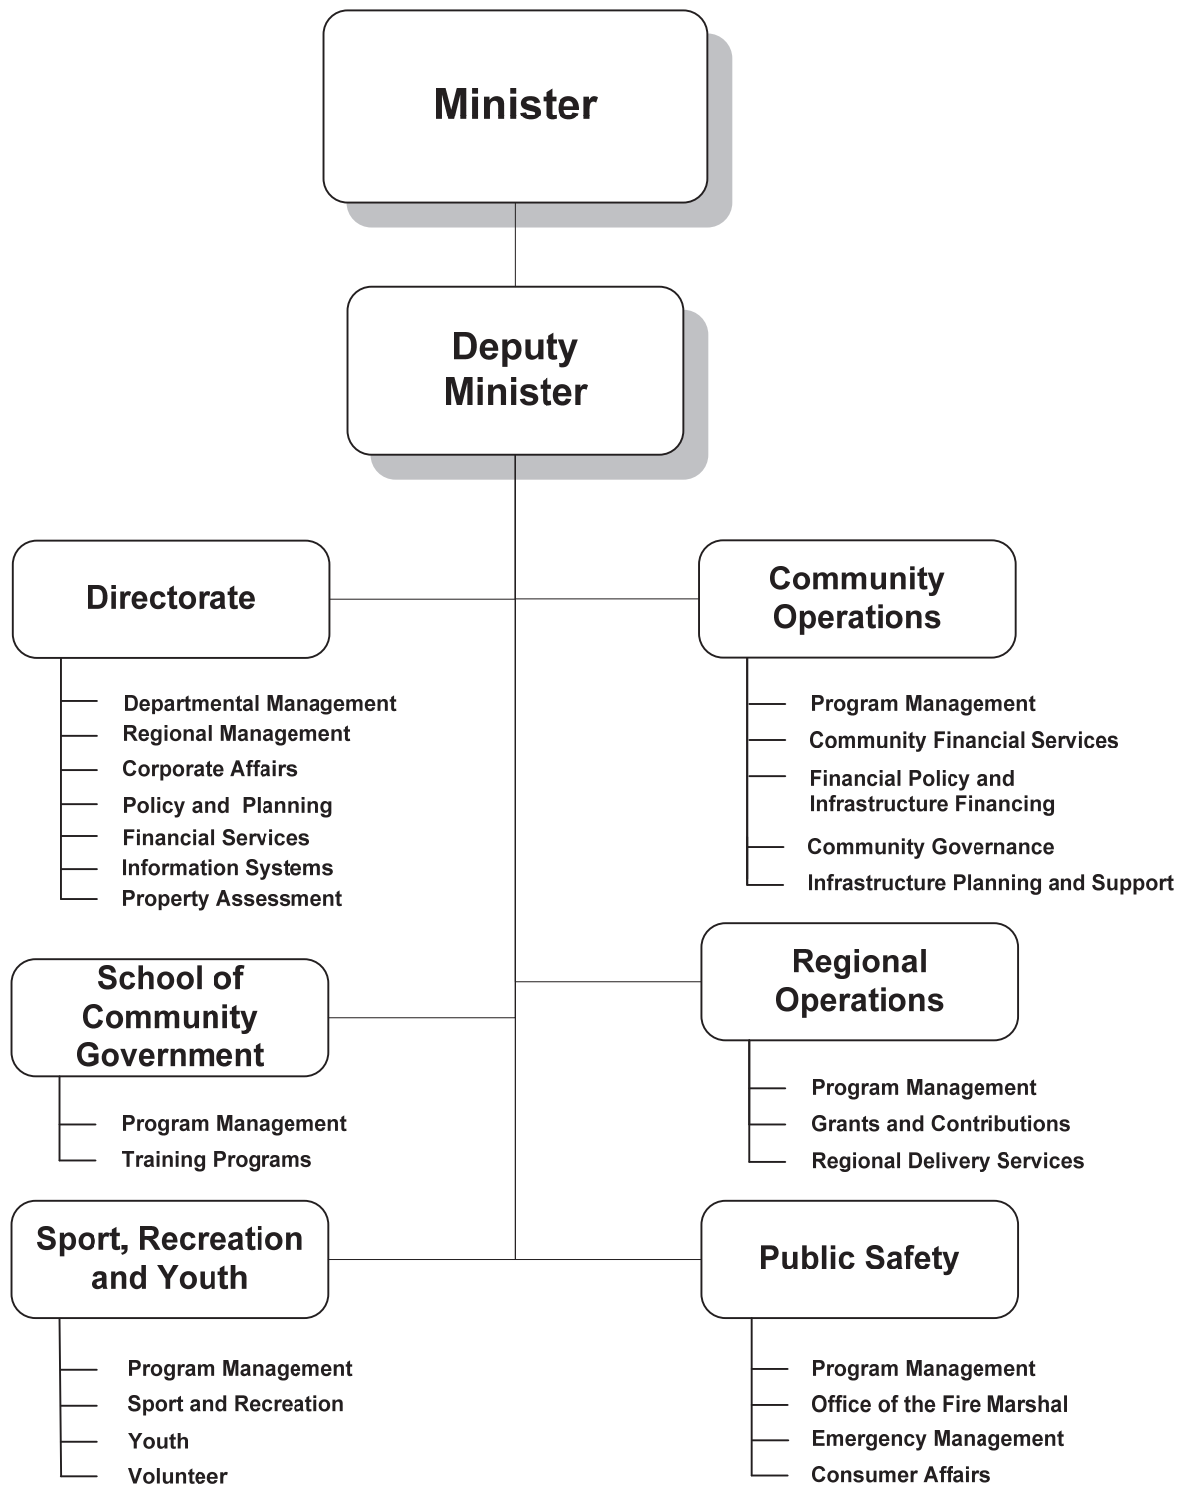 Minister
Deputy
Minister
Directorate
Departmental Management
Regional Management
Corporate Affairs
Policy and  Planning
Financial Services
Information Systems
Property Assessment
Community
Operations
Program Management
Community Financial Services
Financial Policy and
Infrastructure Financing
Community Governance
Infrastructure Planning and Support
School of
Community
Government
Program Management
Training Programs
Regional
Operations
Program Management
Grants and Contributions
Regional Delivery Services
Sport, Recreation
and Youth
Program Management
Sport and Recreation
Youth
Volunteer
Public Safety
Program Management
Office of the Fire Marshal
Emergency Management
Consumer Affairs